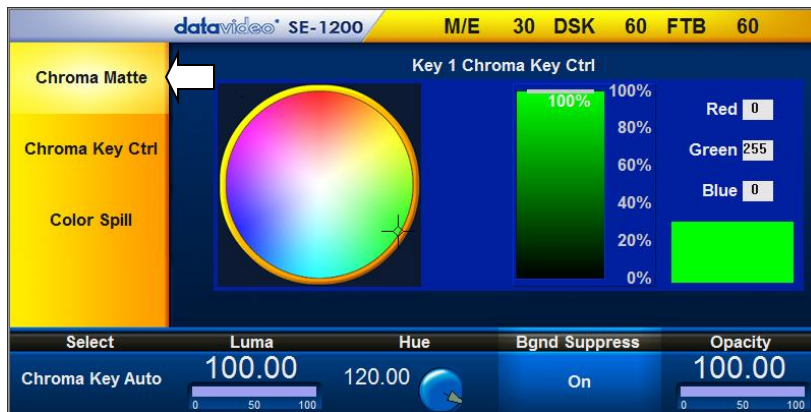 datavideo SE-1200 M/E 30 DSK 60 FTB 60
Chroma Matte
Chroma Key Ctrl
Color Spill
Key 1 Chroma Key Ctrl
100%
100%
80%
60%
40%
20%
0%
Red 0
Green 255
Blue 0
Select Luma Hue Bgnd Suppress Opacity
Chroma Key Auto 100.00 120.00 On 100.00
0 50 100 0 50 100